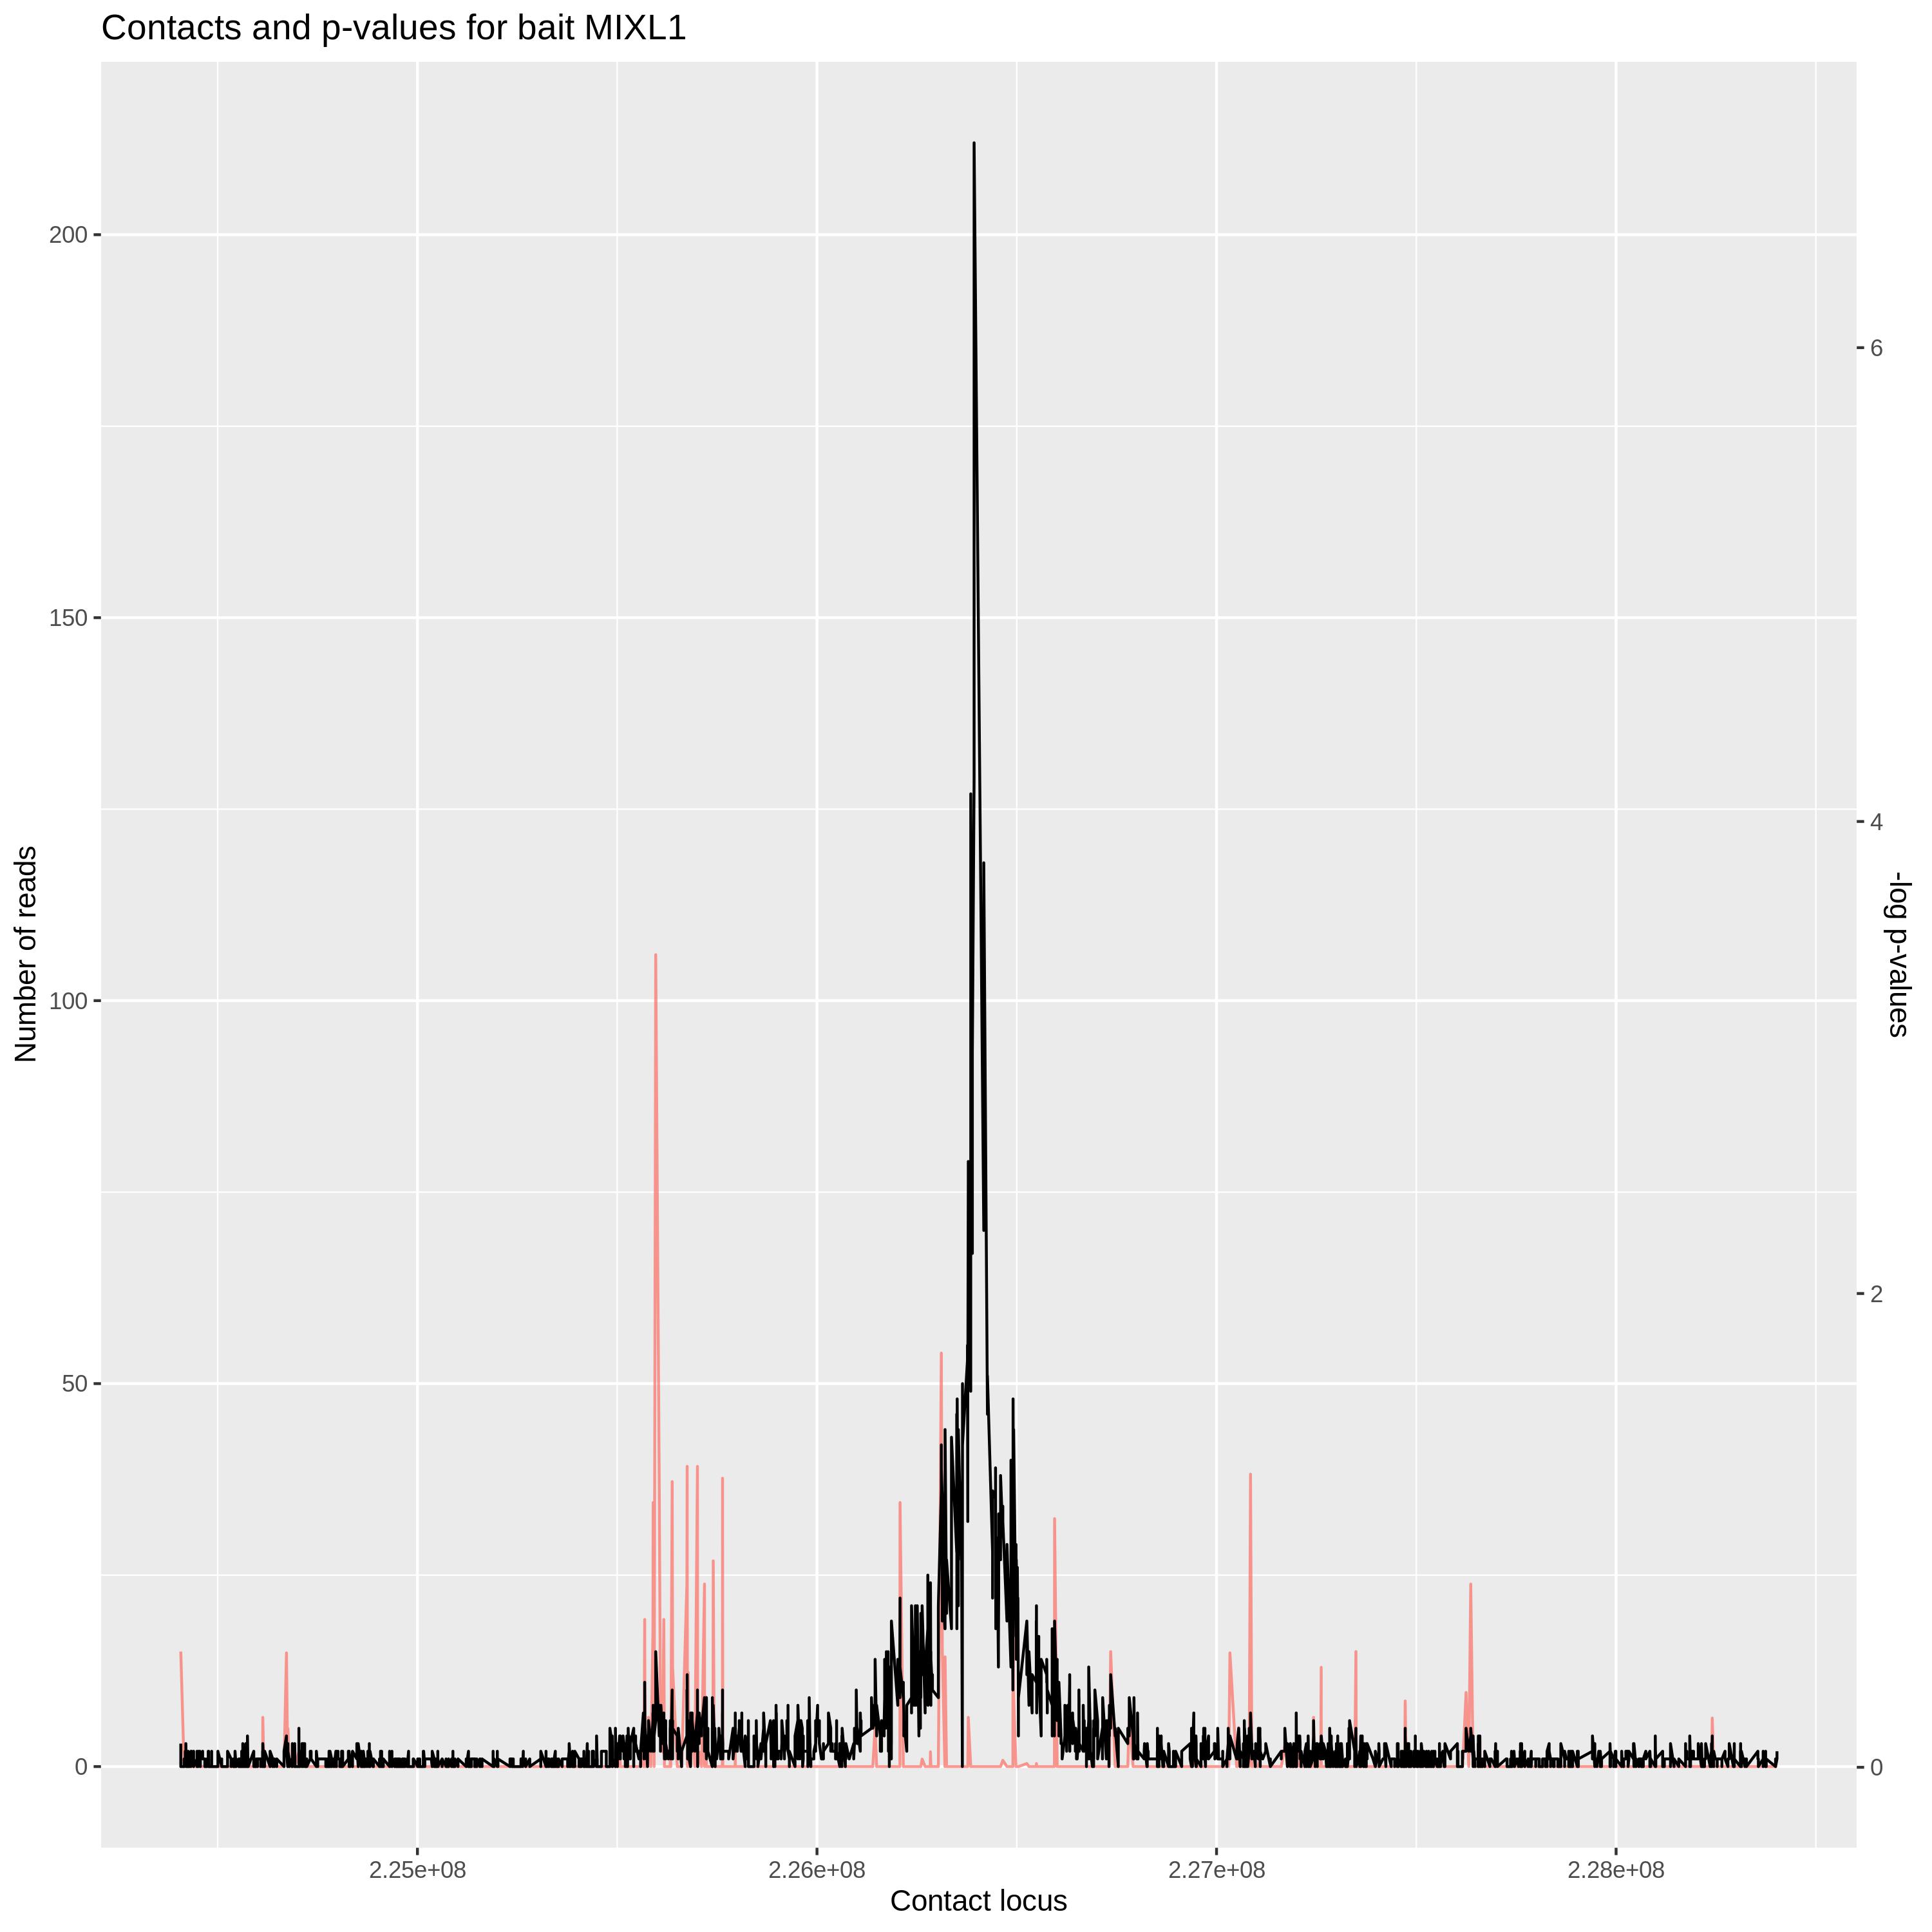 Contacts and p-values for bait MIXL1
200
150
100
50
0
Number of reads
6
4
2
0
-log p-values
2.25e+08
2.26e+08
2.27e+08
2.28e+08
Contact locus